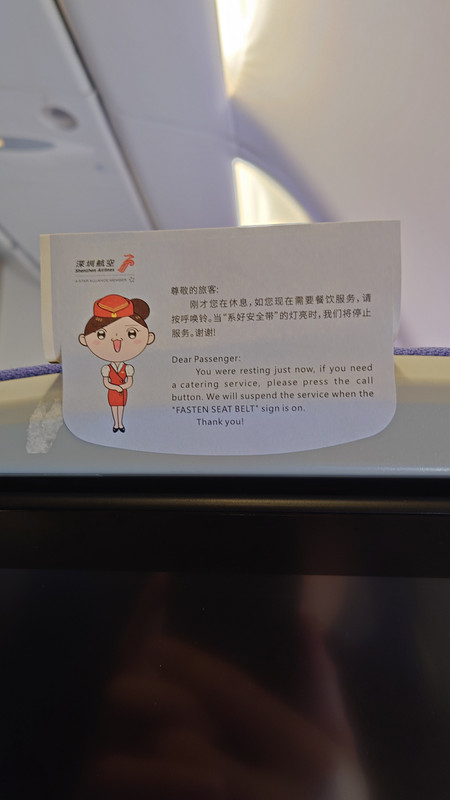 深圳航空
Shenzhen Airlines
A STAR ALLIANCE MEMBER
尊敬的旅客:
刚才您在休息,如您现在需要餐饮服务,请
按呼唤铃。当“系好安全带”的灯亮时,我们将停止
服务。谢谢!
Dear Passenger:
You were resting just now, if you need
a catering service, please press the call
button. We will suspend the service when the
"FASTEN SEAT BELT" sign is on.
Thank you!